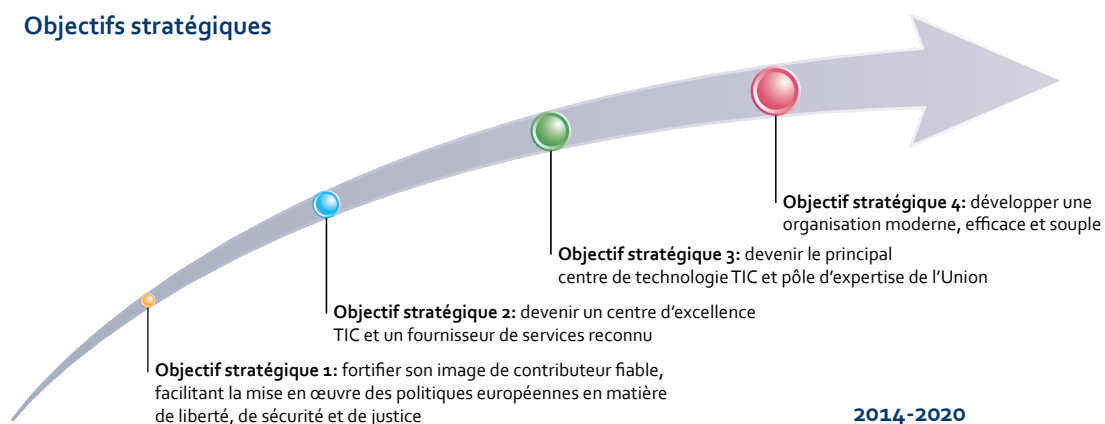 Objectifs stratégiques
Objectif stratégique 4: développer une
organisation moderne, efficace et souple
Objectif stratégique 3: devenir le principal
centre de technologie TIC et pôle d'expertise de l'Union
Objectif stratégique 2: devenir un centre d'excellence
TIC et un fournisseur de services reconnu
Objectif stratégique 1: fortifier son image de contributeur fiable,
facilitant la mise en œuvre des politiques européennes en matière
de liberté, de sécurité et de justice
2014-2020